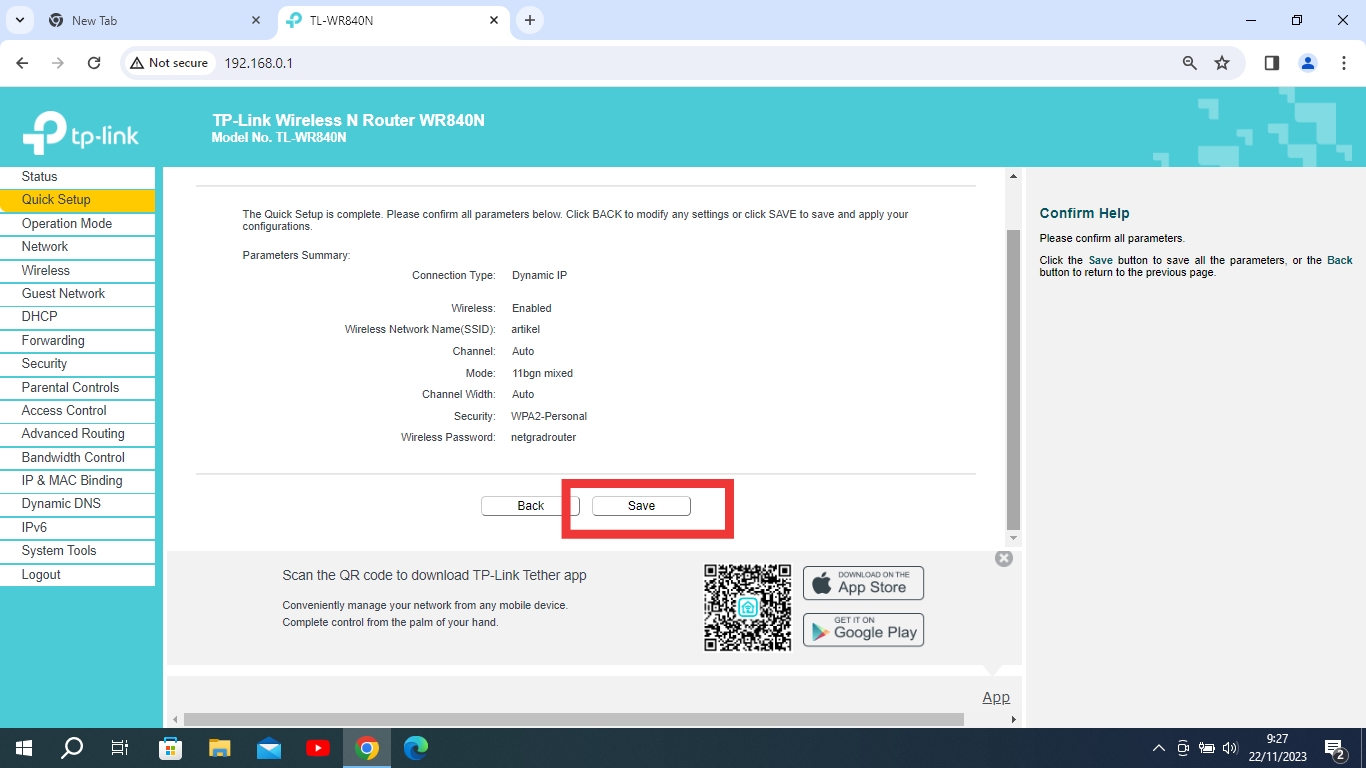 New Tab
TL-WR840N
Not secure
192.168.0.1
tp-link
TP-Link Wireless N Router WR840N
Model No. TL-WR840N
Status
Quick Setup
Operation Mode
Network
Wireless
Guest Network
DHCP
Forwarding
Security
Parental Controls
Access Control
Advanced Routing
Bandwidth Control
IP & MAC Binding
Dynamic DNS
IPv6
System Tools
Logout
The Quick Setup is complete. Please confirm all parameters below. Click BACK to modify any settings or click SAVE to save and apply your
configurations.
Parameters Summary:
Connection Type: Dynamic IP
Wireless: Enabled
Wireless Network Name(SSID): artikel
Channel: Auto
Mode: 11bgn mixed
Channel Width: Auto
Security: WPA2-Personal
Wireless Password: netgradrouter
Back
Save
Scan the QR code to download TP-Link Tether app
Conveniently manage your network from any mobile device.
Complete control from the palm of your hand.
DOWNLOAD ON THE
App Store
GET IT ON
Google Play
App
Confirm Help
Please confirm all parameters.
Click the Save button to save all the parameters, or the Back
button to return to the previous page.
9:27
22/11/2023
2